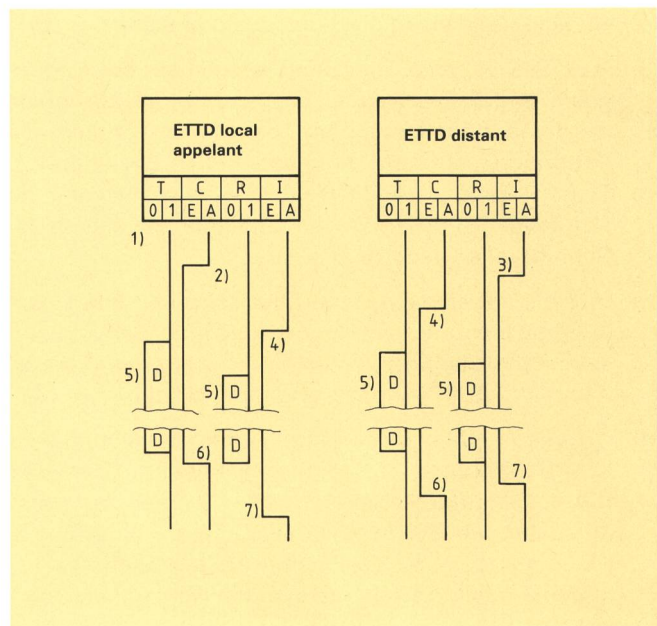 ETTD local
appelant
ETTD distant
T C R I
T C R I
0 1 E A 0 1 E A
0 1 E A 0 1 E A
1)
2)
3)
4)
4)
5) D 5) D
5) D 5) D
D D
D D
6)
7)
6)
7)